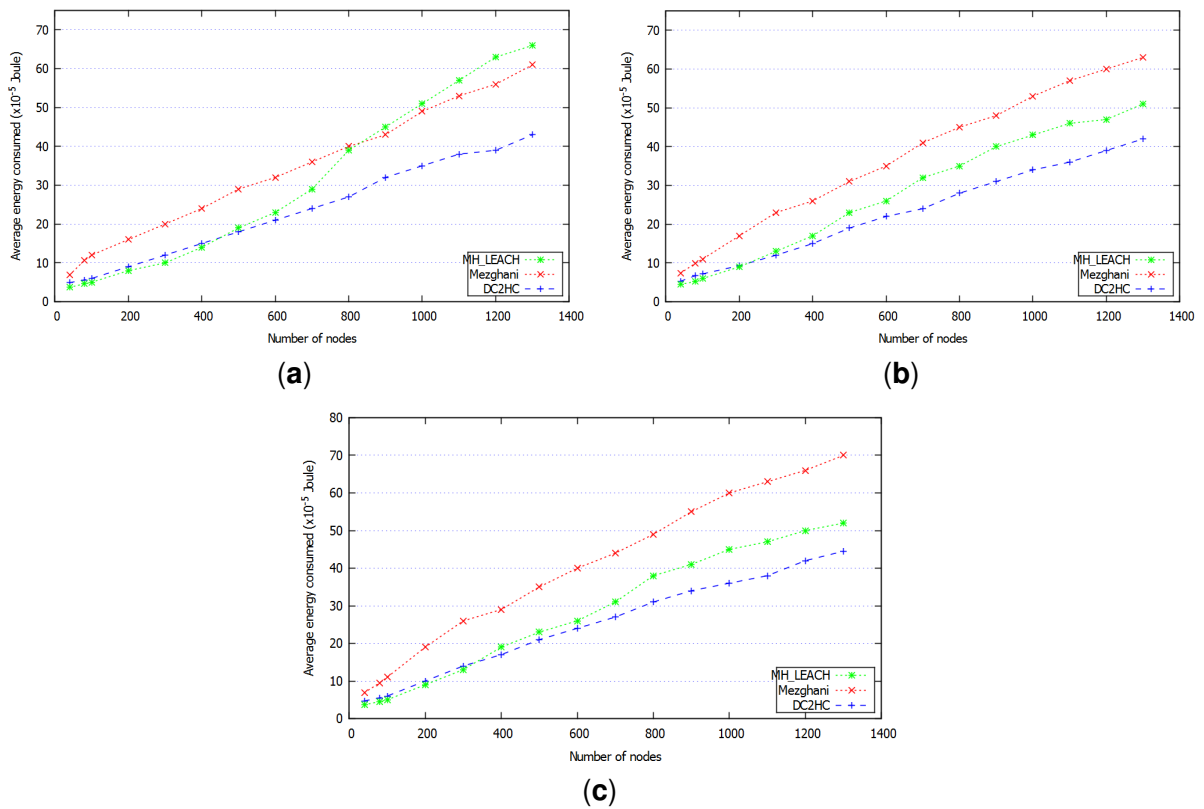 70
60
50
40
30
20
10
0
Average energy consumed (x10⁻⁵ Joule)
MH_LEACH
Mezghani
DC2HC
0 200 400 600 800 1000 1200 1400
Number of nodes
(a)
70
60
50
40
30
20
10
0
Average energy consumed (x10⁻⁵ Joule)
MH_LEACH
Mezghani
DC2HC
0 200 400 600 800 1000 1200 1400
Number of nodes
(b)
80
70
60
50
40
30
20
10
0
Average energy consumed (x10⁻⁵ Joule)
MH_LEACH
Mezghani
DC2HC
0 200 400 600 800 1000 1200 1400
Number of nodes
(c)